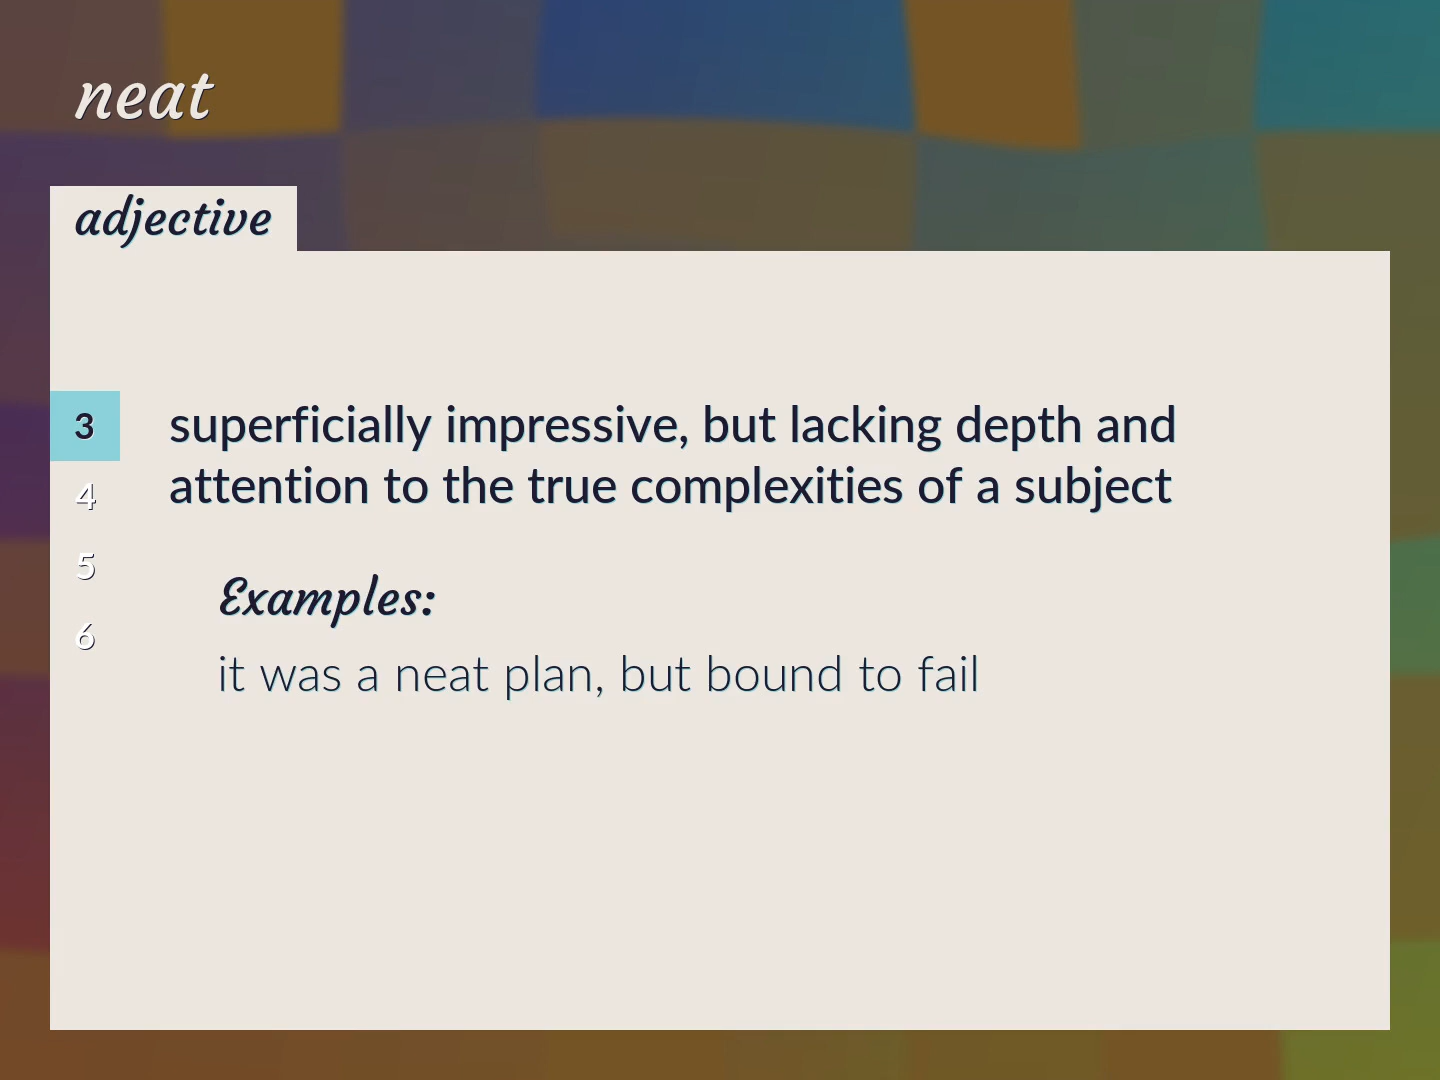 neat
adjective
3
superficially impressive, but lacking depth and
attention to the true complexities of a subject
4
5
6
Examples:
it was a neat plan, but bound to fail